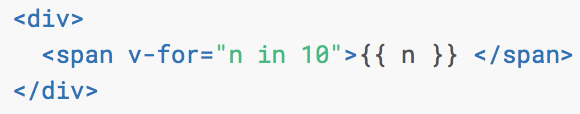 <div>
  <span v-for="n in 10">{{ n }} </span>
</div>